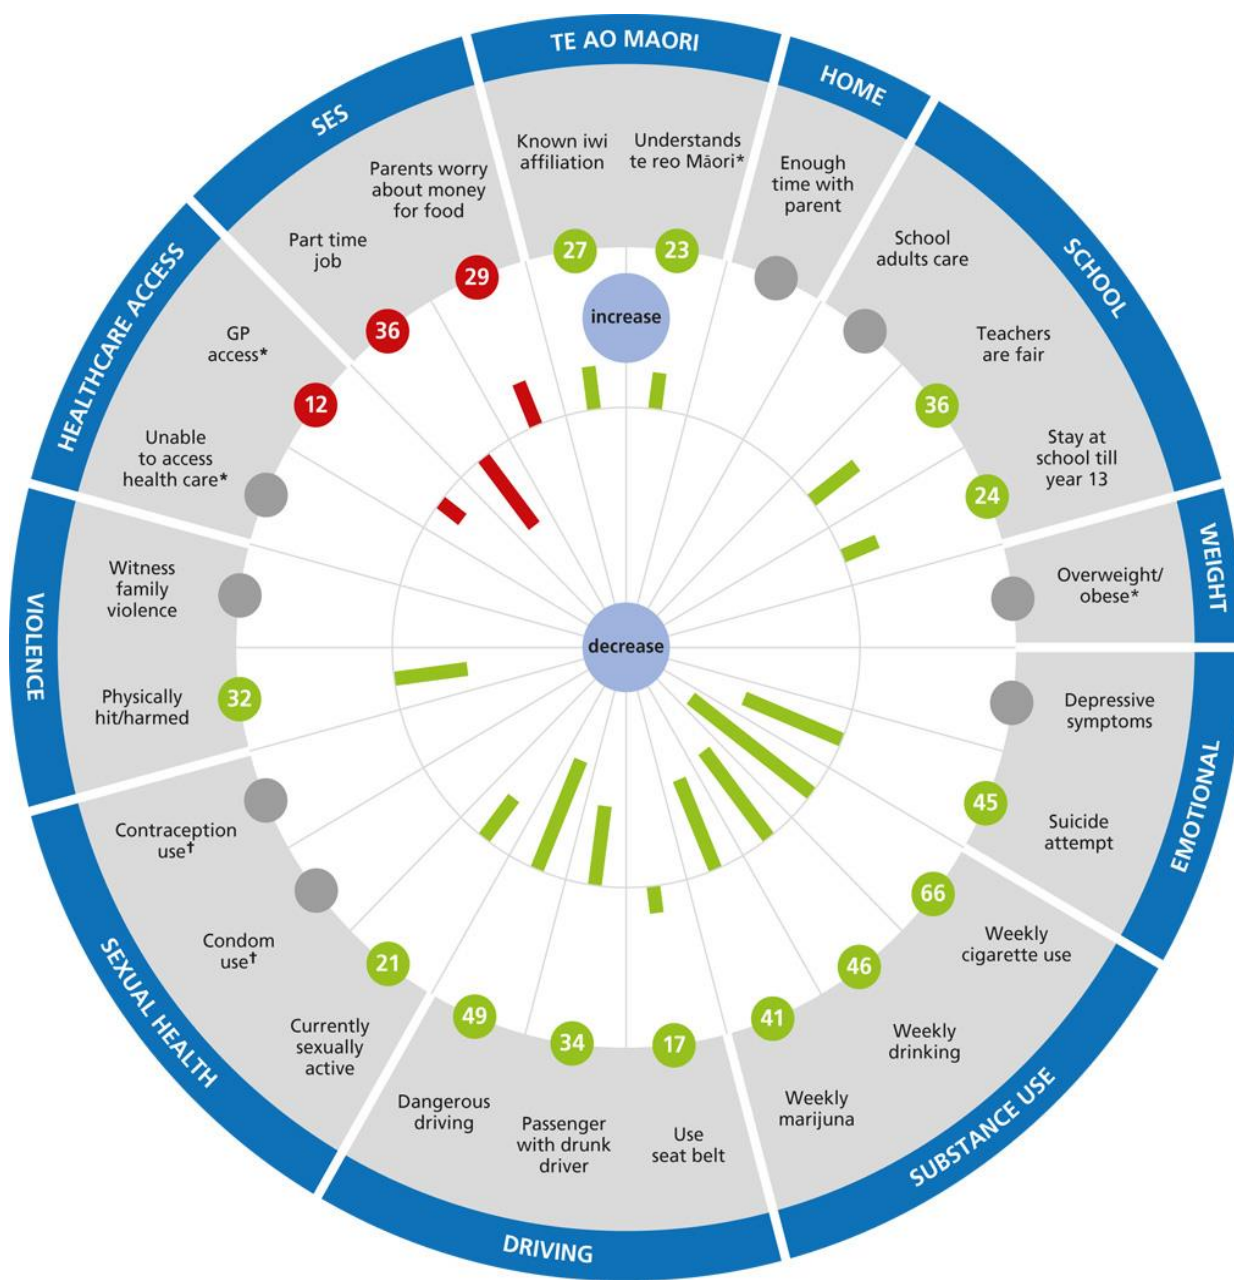 TE AO MAORI
Known iwi
affiliation
27
Understands
te reo Māori*
23
HOME
Enough
time with
parent
SCHOOL
School
adults care
Teachers
are fair
36
Stay at
school till
year 13
24
WEIGHT
Overweight/
obese*
EMOTIONAL
Depressive
symptoms
Suicide
attempt
45
SUBSTANCE USE
Weekly
cigarette use
66
Weekly
drinking
46
Weekly
marijuna
41
DRIVING
Use
seat belt
17
Passenger
with drunk
driver
34
Dangerous
driving
49
SEXUAL HEALTH
Currently
sexually
active
21
Condom
use†
Contraception
use†
VIOLENCE
Physically
hit/harmed
32
Witness
family
violence
HEALTHCARE ACCESS
Unable
to access
health care*
GP
access*
12
SES
Part time
job
36
Parents worry
about money
for food
29
increase
decrease